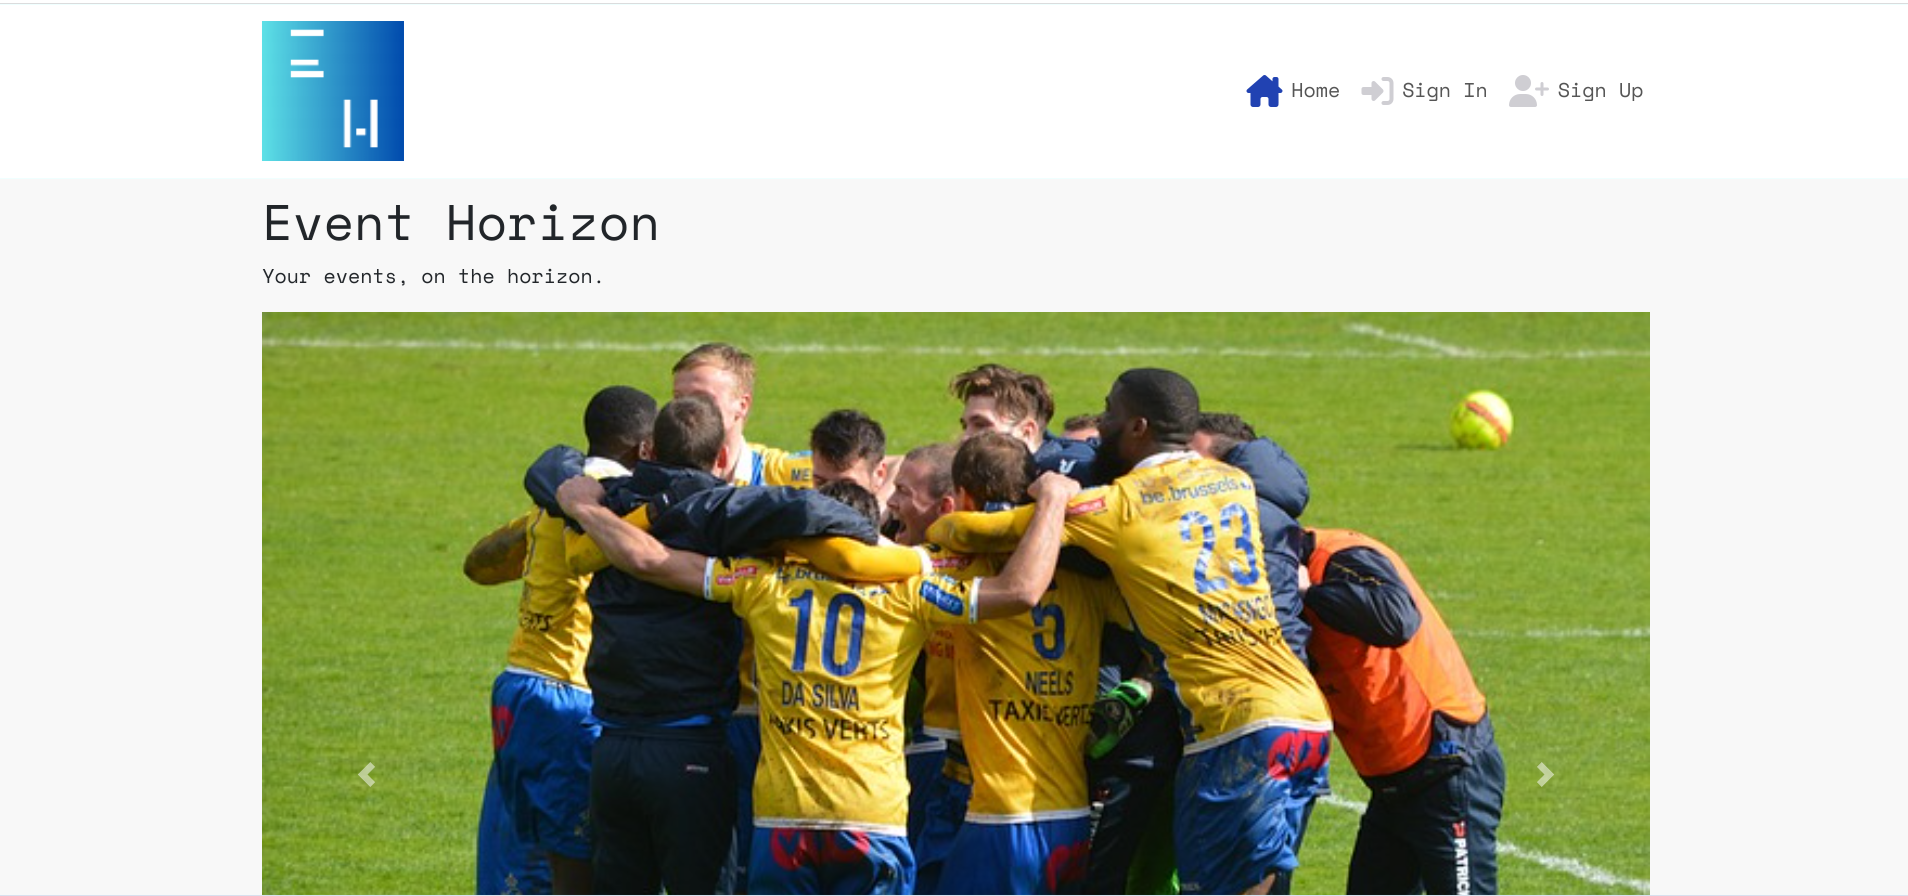 EH
Home
Sign In
Sign Up
Event Horizon
Your events, on the horizon.
be.brussels
23
10
DA SILVA
5
NEELS
TAXIS VERTS
VERTS
PATRICK